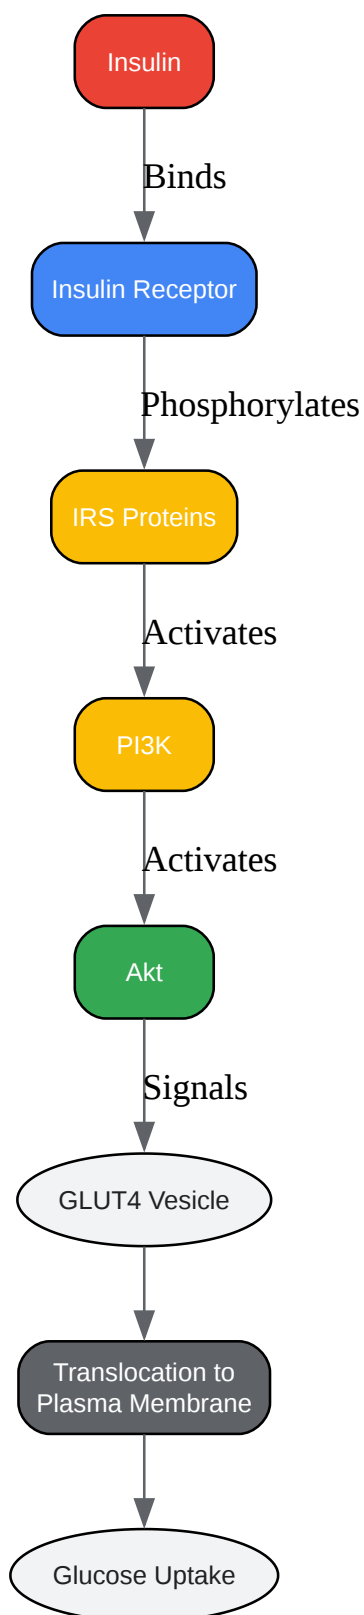 Insulin
Binds
Insulin Receptor
Phosphorylates
IRS Proteins
Activates
PI3K
Activates
Akt
Signals
GLUT4 Vesicle
Translocation to
Plasma Membrane
Glucose Uptake